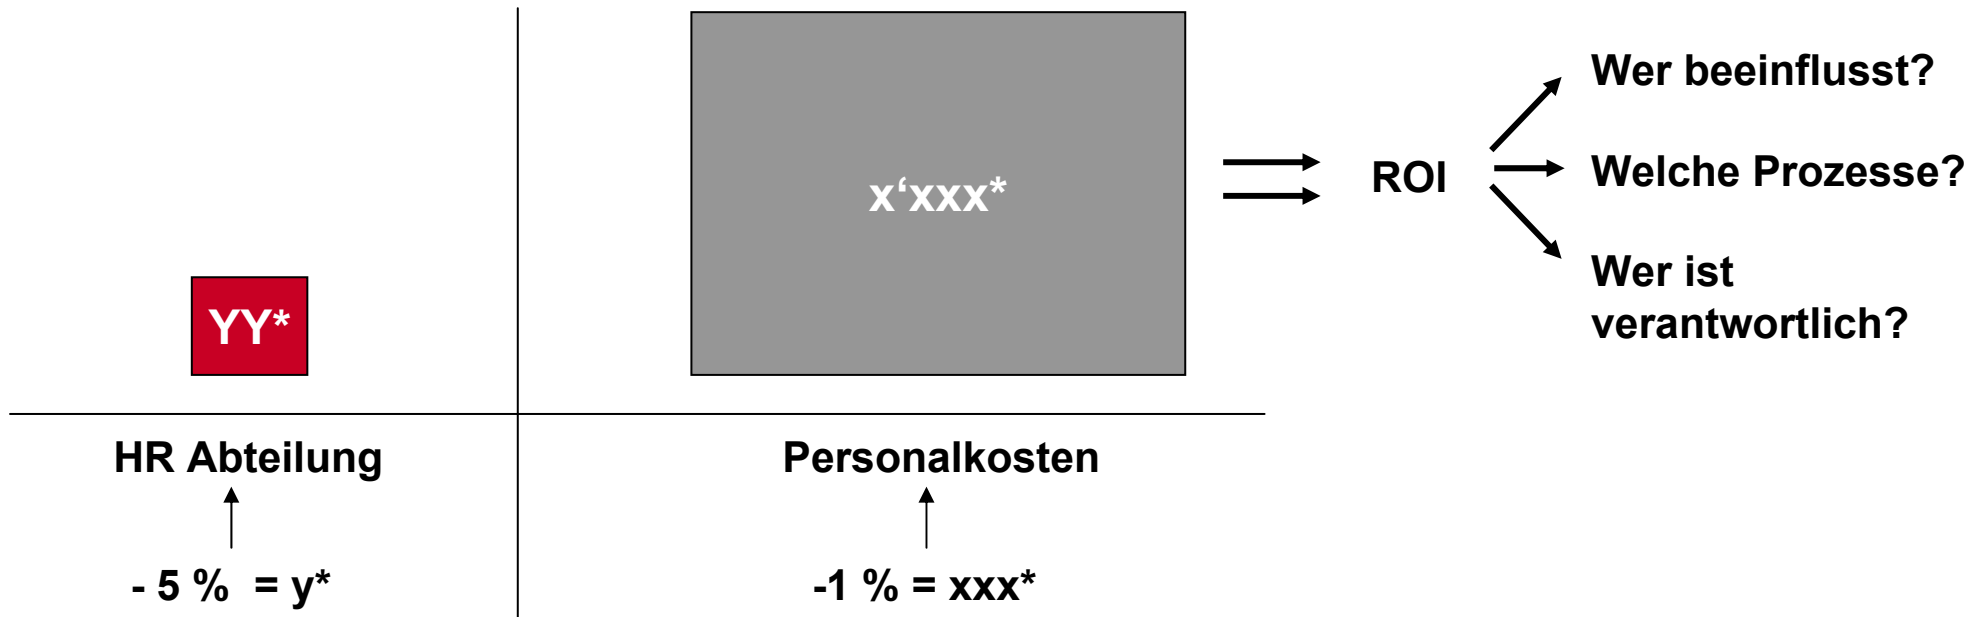 YY*
x‘xxx*
ROI
Wer beeinflusst?
Welche Prozesse?
Wer ist
verantwortlich?
HR Abteilung
Personalkosten
- 5 %  = y*
-1 % = xxx*